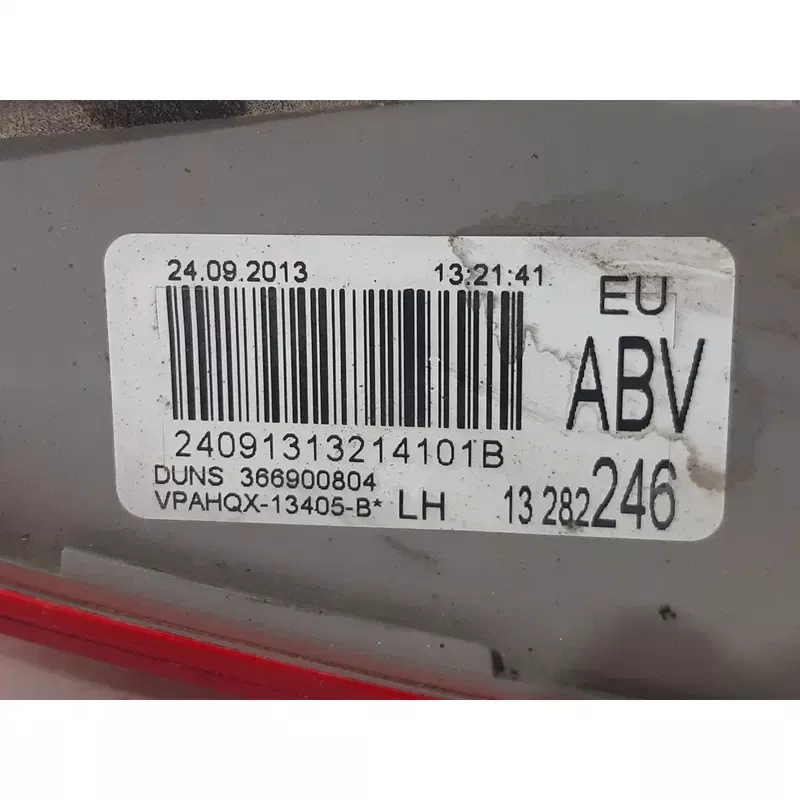 24.09.2013 13:21:41 EU
ABV
24091313214101B
DUNS 366900804
VPAHQX-13405-B* LH 13 282 246